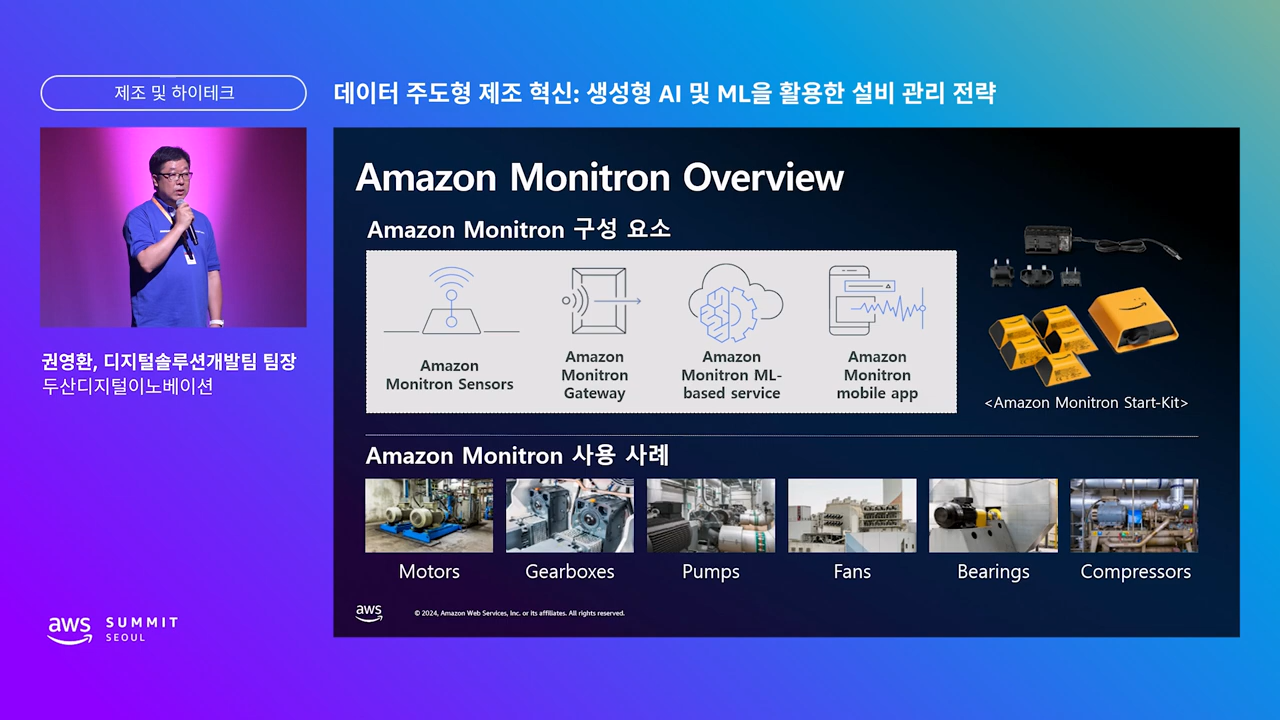 제조 및 하이테크
데이터 주도형 제조 혁신: 생성형 AI 및 ML을 활용한 설비 관리 전략
권영환, 디지털솔루션개발팀 팀장
두산디지털이노베이션
aws SUMMIT
SEOUL
Amazon Monitron Overview
Amazon Monitron 구성 요소
Amazon
Monitron Sensors
Amazon
Monitron
Gateway
Amazon
Monitron ML-
based service
Amazon
Monitron
mobile app
<Amazon Monitron Start-Kit>
Amazon Monitron 사용 사례
Motors
Gearboxes
Pumps
Fans
Bearings
Compressors
aws
© 2024, Amazon Web Services, Inc. or its affiliates. All rights reserved.